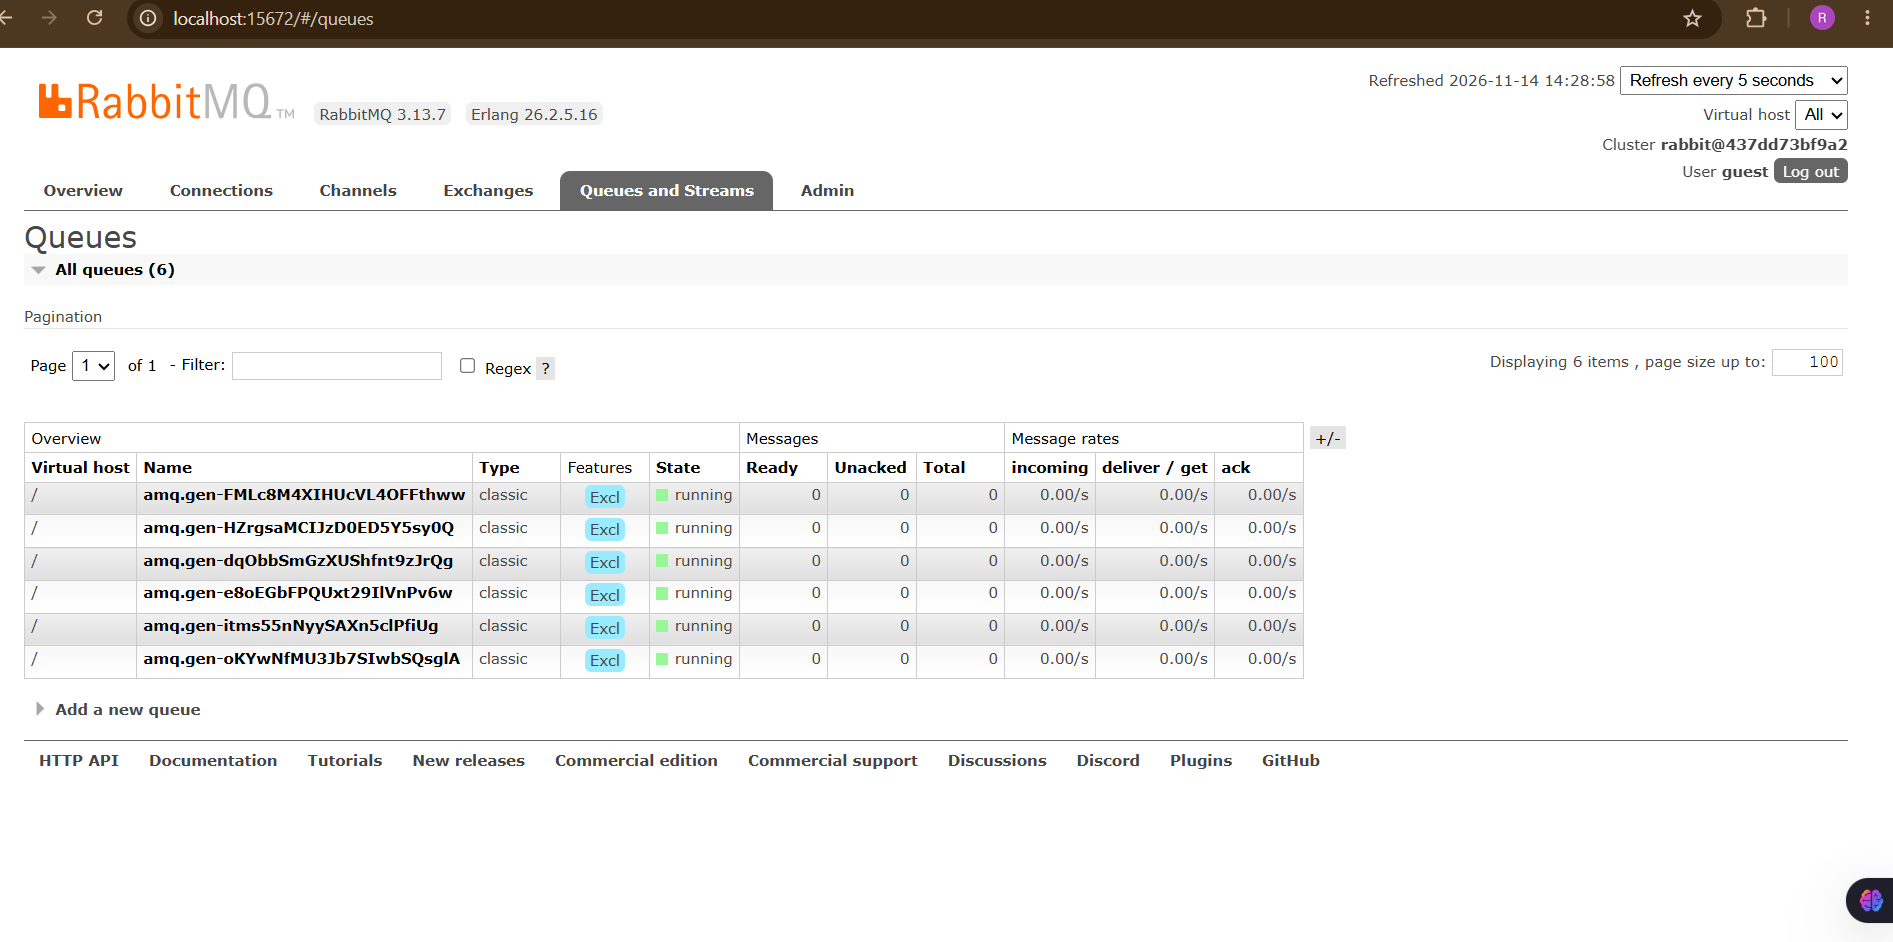 localhost:15672/#/queues
R
Refreshed 2026-11-14 14:28:58 Refresh every 5 seconds
RabbitMQ TM RabbitMQ 3.13.7 Erlang 26.2.5.16
Virtual host All
Cluster rabbit@437dd73bf9a2
User guest Log out
Overview Connections Channels Exchanges Queues and Streams Admin
Queues
All queues (6)
Pagination
Page 1 of 1 - Filter: Regex ? Displaying 6 items , page size up to: 100
Overview Messages Message rates +/-
Virtual host Name Type Features State Ready Unacked Total incoming deliver / get ack
/ amq.gen-FMLc8M4XIHUcVL4OFFthww classic Excl running 0 0 0 0.00/s 0.00/s 0.00/s
/ amq.gen-HZrgsaMCIJzD0ED5Y5sy0Q classic Excl running 0 0 0 0.00/s 0.00/s 0.00/s
/ amq.gen-dqObbSmGzXUShfnt9zJrQg classic Excl running 0 0 0 0.00/s 0.00/s 0.00/s
/ amq.gen-e8oEGbFPQUxt29IlVnPv6w classic Excl running 0 0 0 0.00/s 0.00/s 0.00/s
/ amq.gen-itms55nNyySAXn5clPfiUg classic Excl running 0 0 0 0.00/s 0.00/s 0.00/s
/ amq.gen-oKYwNfMU3Jb7SIwbSQsglA classic Excl running 0 0 0 0.00/s 0.00/s 0.00/s
Add a new queue
HTTP API Documentation Tutorials New releases Commercial edition Commercial support Discussions Discord Plugins GitHub